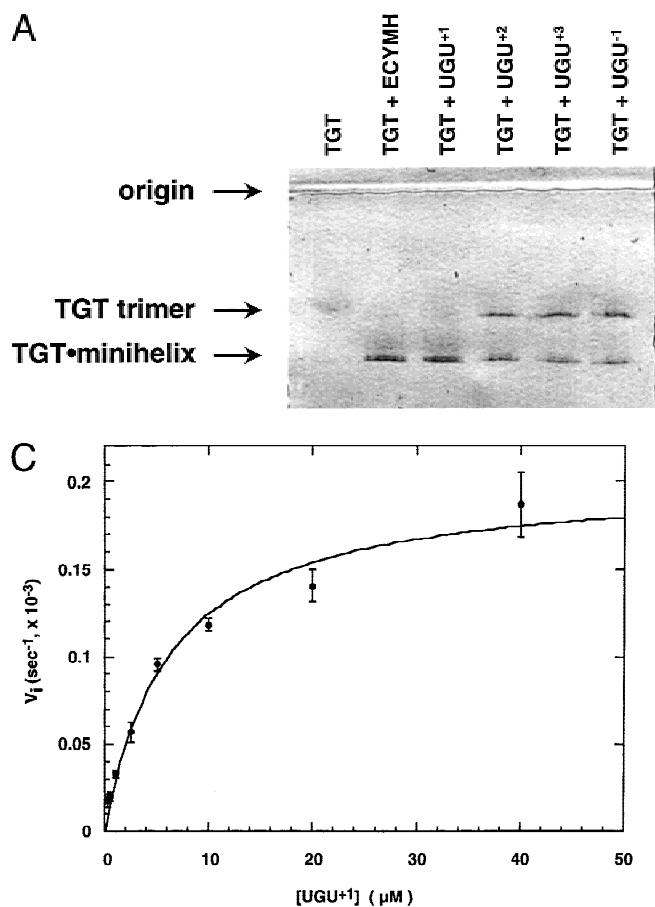 A
TGT
TGT + ECYMH
TGT + UGU⁺¹
TGT + UGU⁺²
TGT + UGU⁺³
TGT + UGU⁻¹
origin
TGT trimer
TGT•minihelix
C
0.2
0.15
0.1
0.05
0
Vᵢ (sec⁻¹, x 10⁻³)
0 10 20 30 40 50
[UGU⁺¹] (µM)